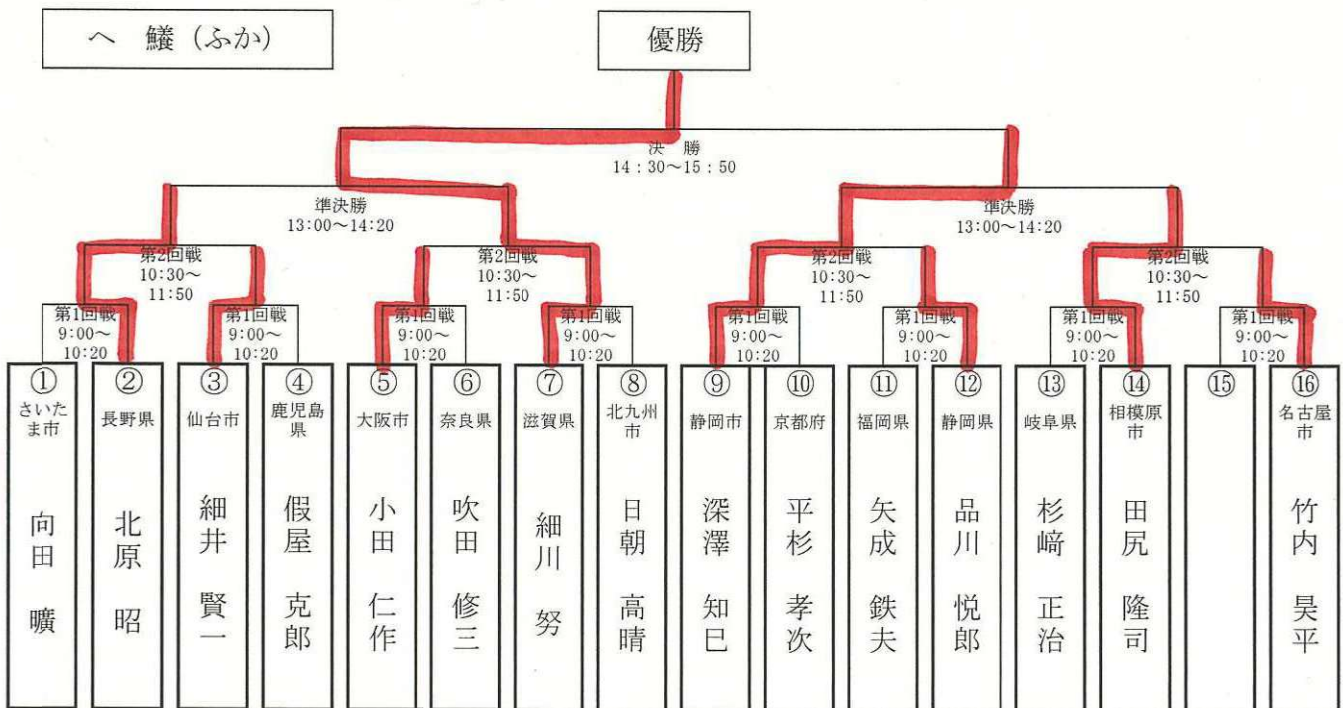 へ 鱶（ふか）
優勝
決 勝
14：30～15：50
準決勝
13:00～14:20
準決勝
13:00～14:20
第2回戦
10:30～
11:50
第2回戦
10:30～
11:50
第2回戦
10:30～
11:50
第2回戦
10:30～
11:50
第1回戦
9:00～
10:20
第1回戦
9:00～
10:20
第1回戦
9:00～
10:20
第1回戦
9:00～
10:20
第1回戦
9:00～
10:20
第1回戦
9:00～
10:20
第1回戦
9:00～
10:20
第1回戦
9:00～
10:20
①
さいた
ま市
向田 曠
②
長野県
北原 昭
③
仙台市
細井 賢一
④
鹿児島
県
假屋 克郎
⑤
大阪市
小田 仁作
⑥
奈良県
吹田 修三
⑦
滋賀県
細川 努
⑧
北九州
市
日朝 高晴
⑨
静岡市
深澤 知巳
⑩
京都府
平杉 孝次
⑪
福岡県
矢成 鉄夫
⑫
静岡県
品川 悦郎
⑬
岐阜県
杉﨑 正治
⑭
相模原
市
田尻 隆司
⑮
⑯
名古屋
市
竹内 昊平